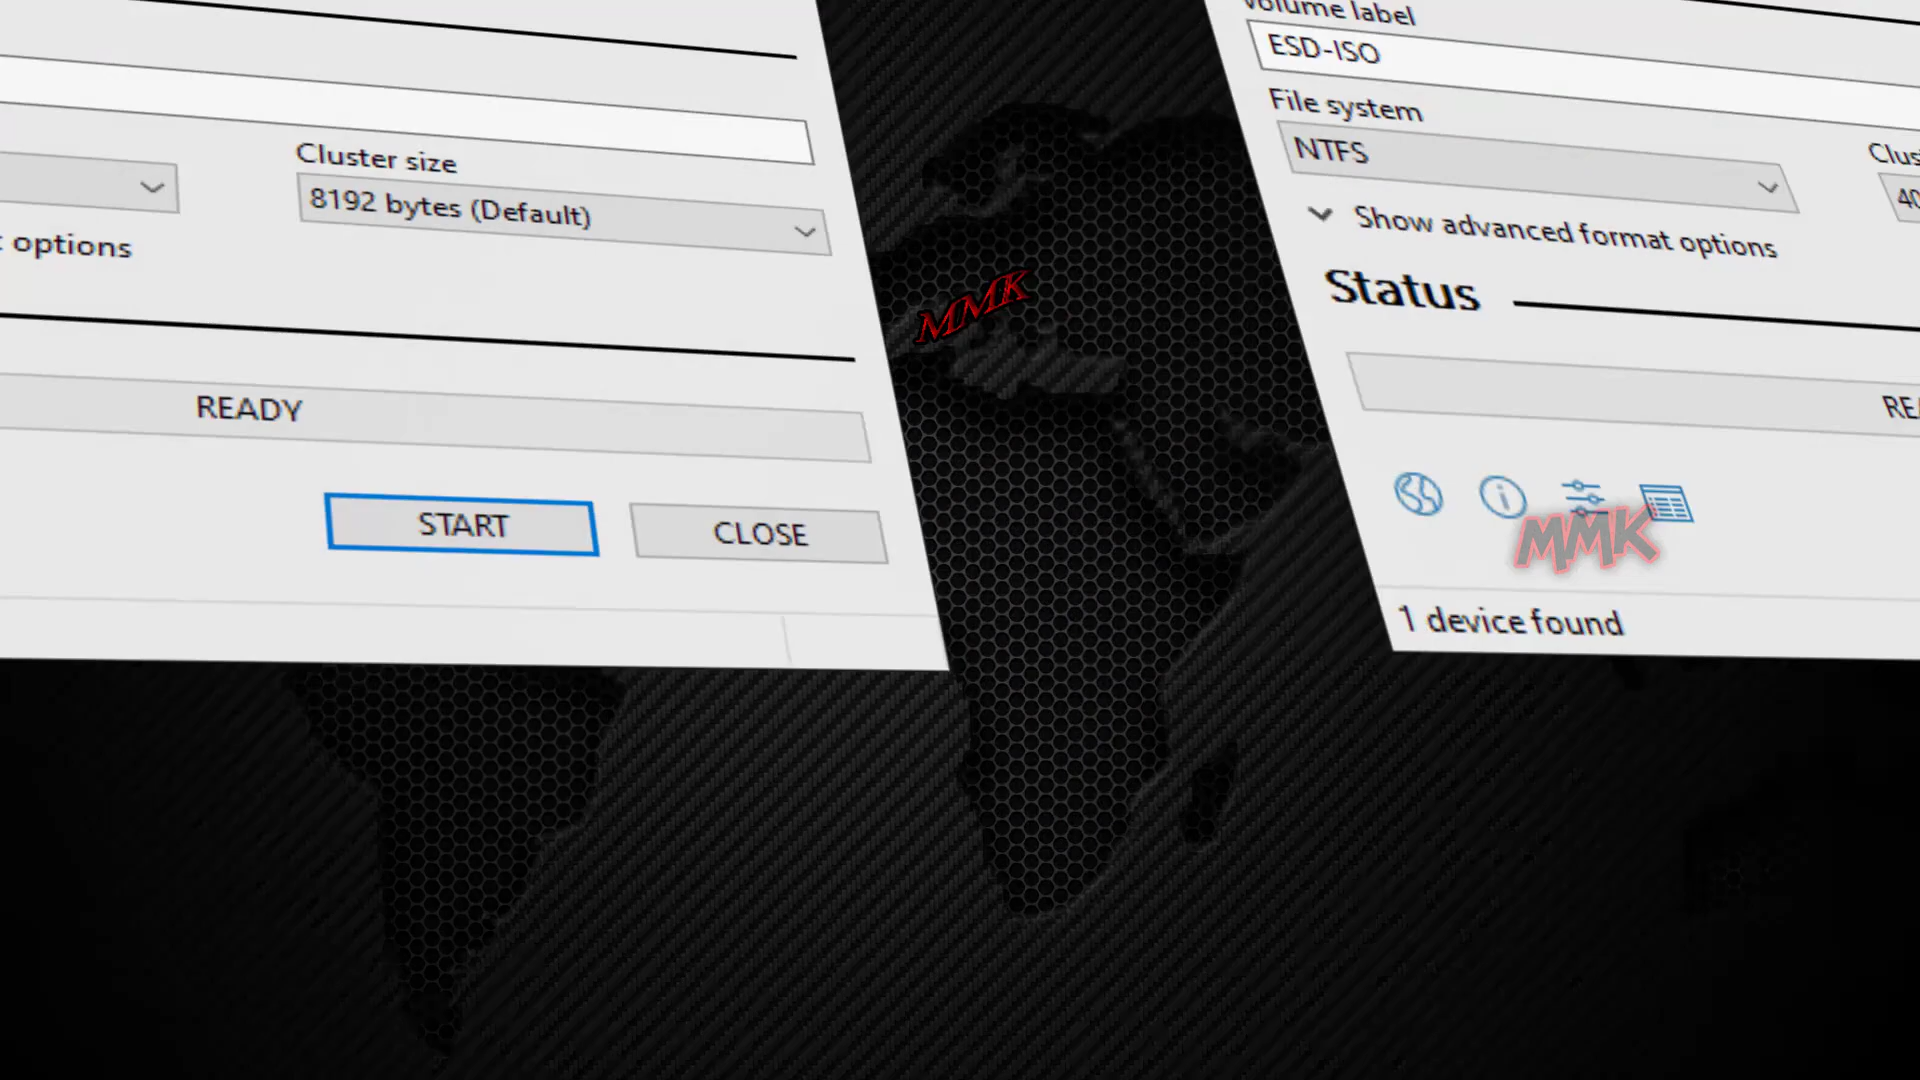 Cluster size
8192 bytes (Default)
options
READY
START
CLOSE
MMK
Volume label
ESD-ISO
File system
NTFS
Show advanced format options
Status
MMK
1 device found